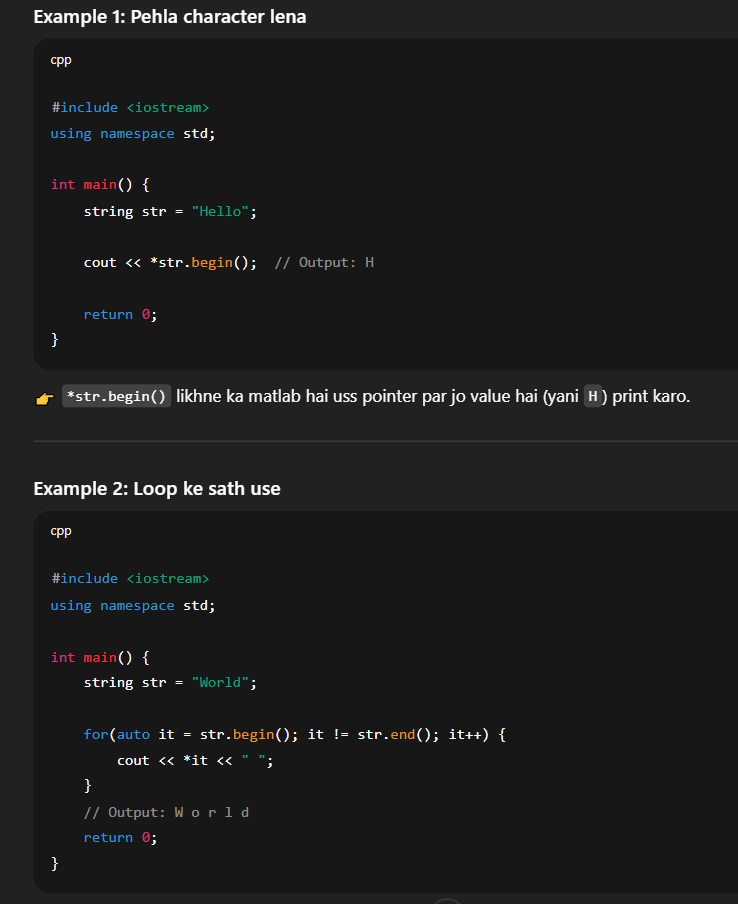 Example 1: Pehla character lena
cpp
#include <iostream>
using namespace std;
int main() {
    string str = "Hello";
    cout << *str.begin();  // Output: H
    return 0;
}
👉 *str.begin() likhne ka matlab hai uss pointer par jo value hai (yani H) print karo.
Example 2: Loop ke sath use
cpp
#include <iostream>
using namespace std;
int main() {
    string str = "World";
    for(auto it = str.begin(); it != str.end(); it++) {
        cout << *it << " ";
    }
    // Output: W o r l d
    return 0;
}